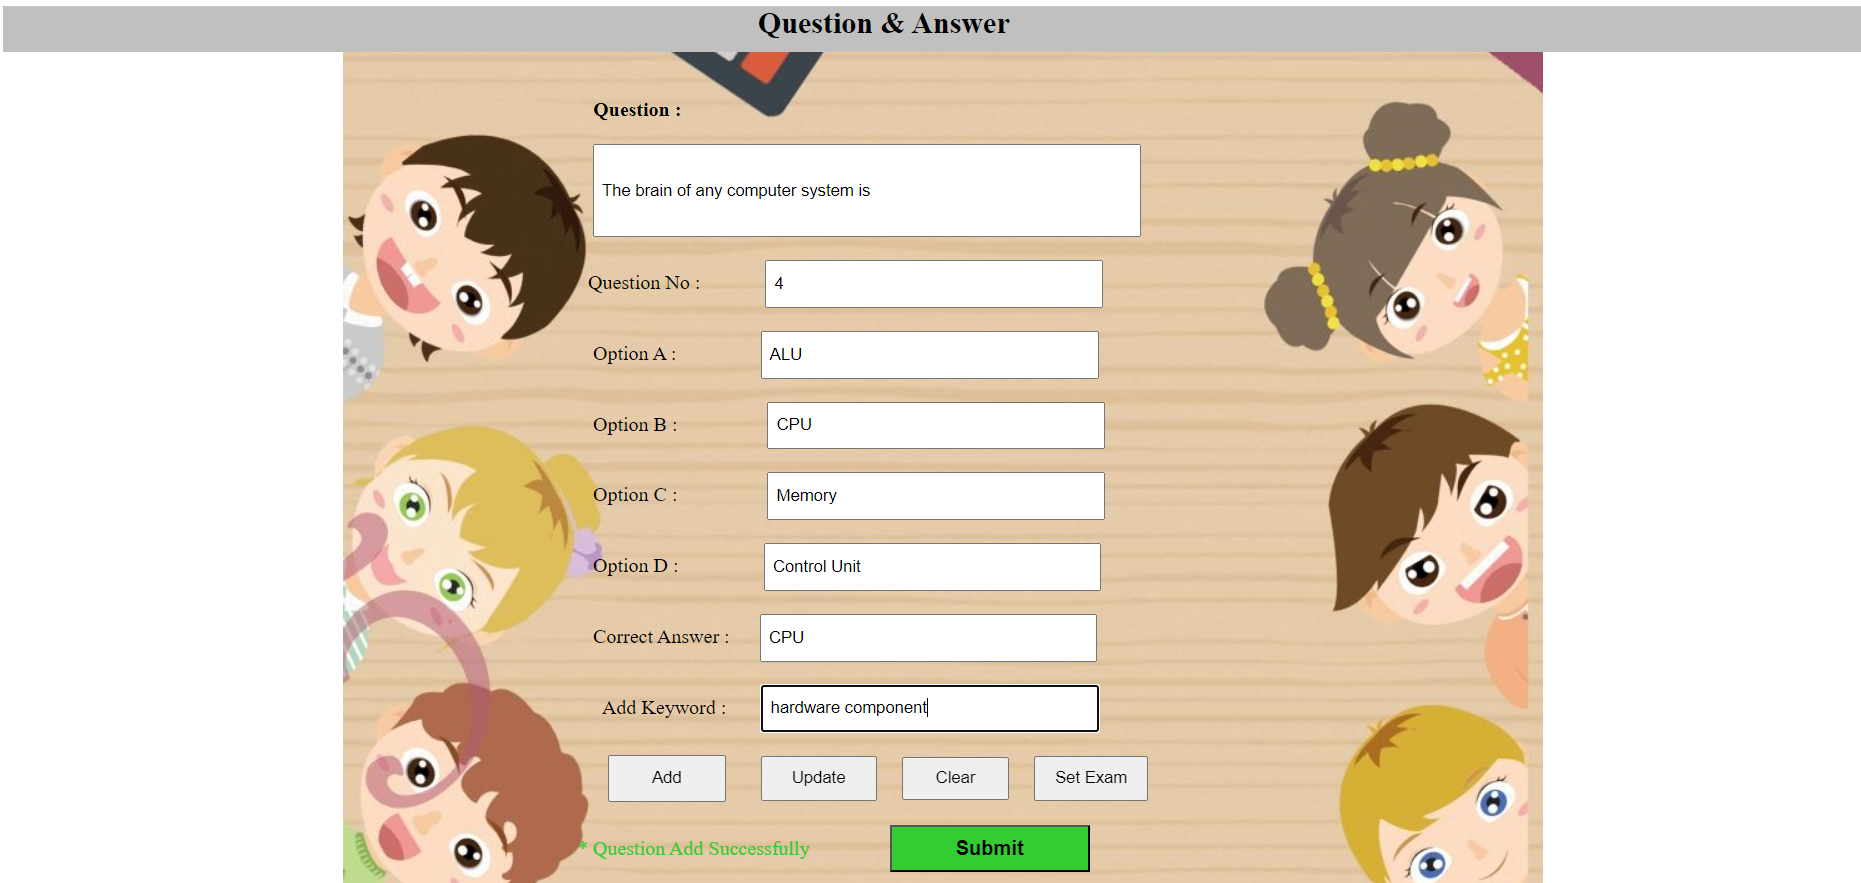 Question & Answer
Question :
The brain of any computer system is
Question No : 4
Option A : ALU
Option B : CPU
Option C : Memory
Option D : Control Unit
Correct Answer : CPU
Add Keyword : hardware component
Add Update Clear Set Exam
* Question Add Successfully Submit